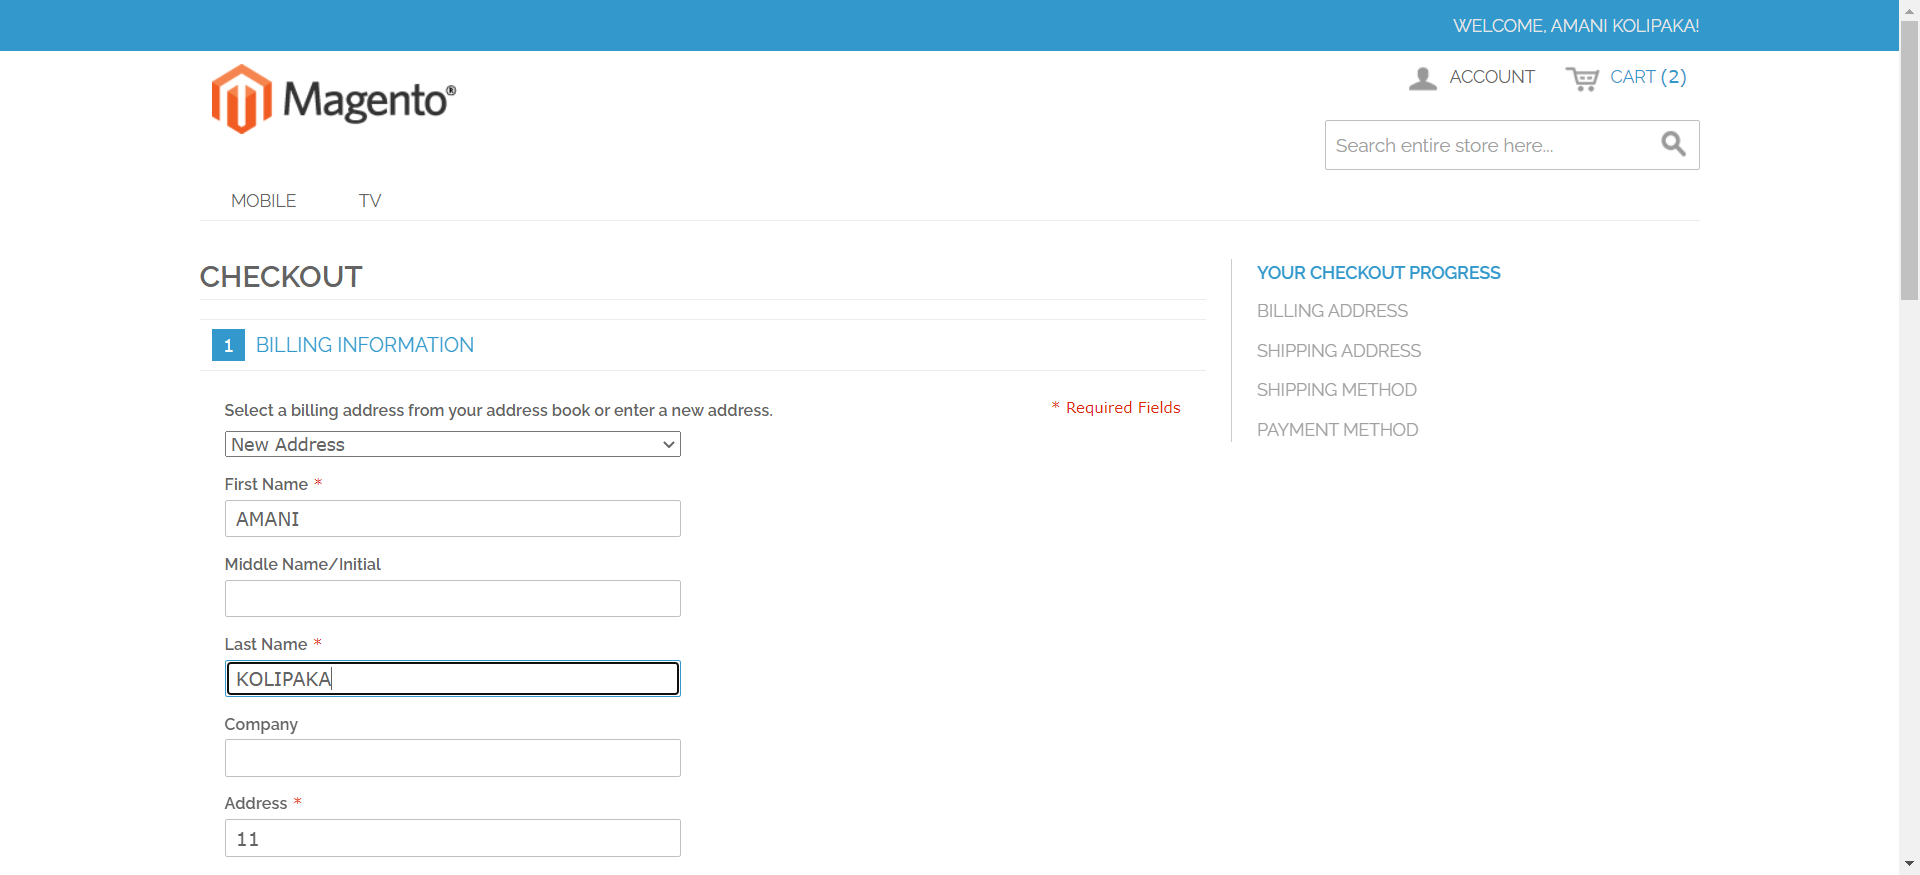 WELCOME, AMANI KOLIPAKA!
Magento®
ACCOUNT
CART (2)
Search entire store here...
MOBILE
TV
CHECKOUT
1 BILLING INFORMATION
Select a billing address from your address book or enter a new address.
* Required Fields
New Address
First Name *
AMANI
Middle Name/Initial
Last Name *
KOLIPAKA
Company
Address *
11
YOUR CHECKOUT PROGRESS
BILLING ADDRESS
SHIPPING ADDRESS
SHIPPING METHOD
PAYMENT METHOD